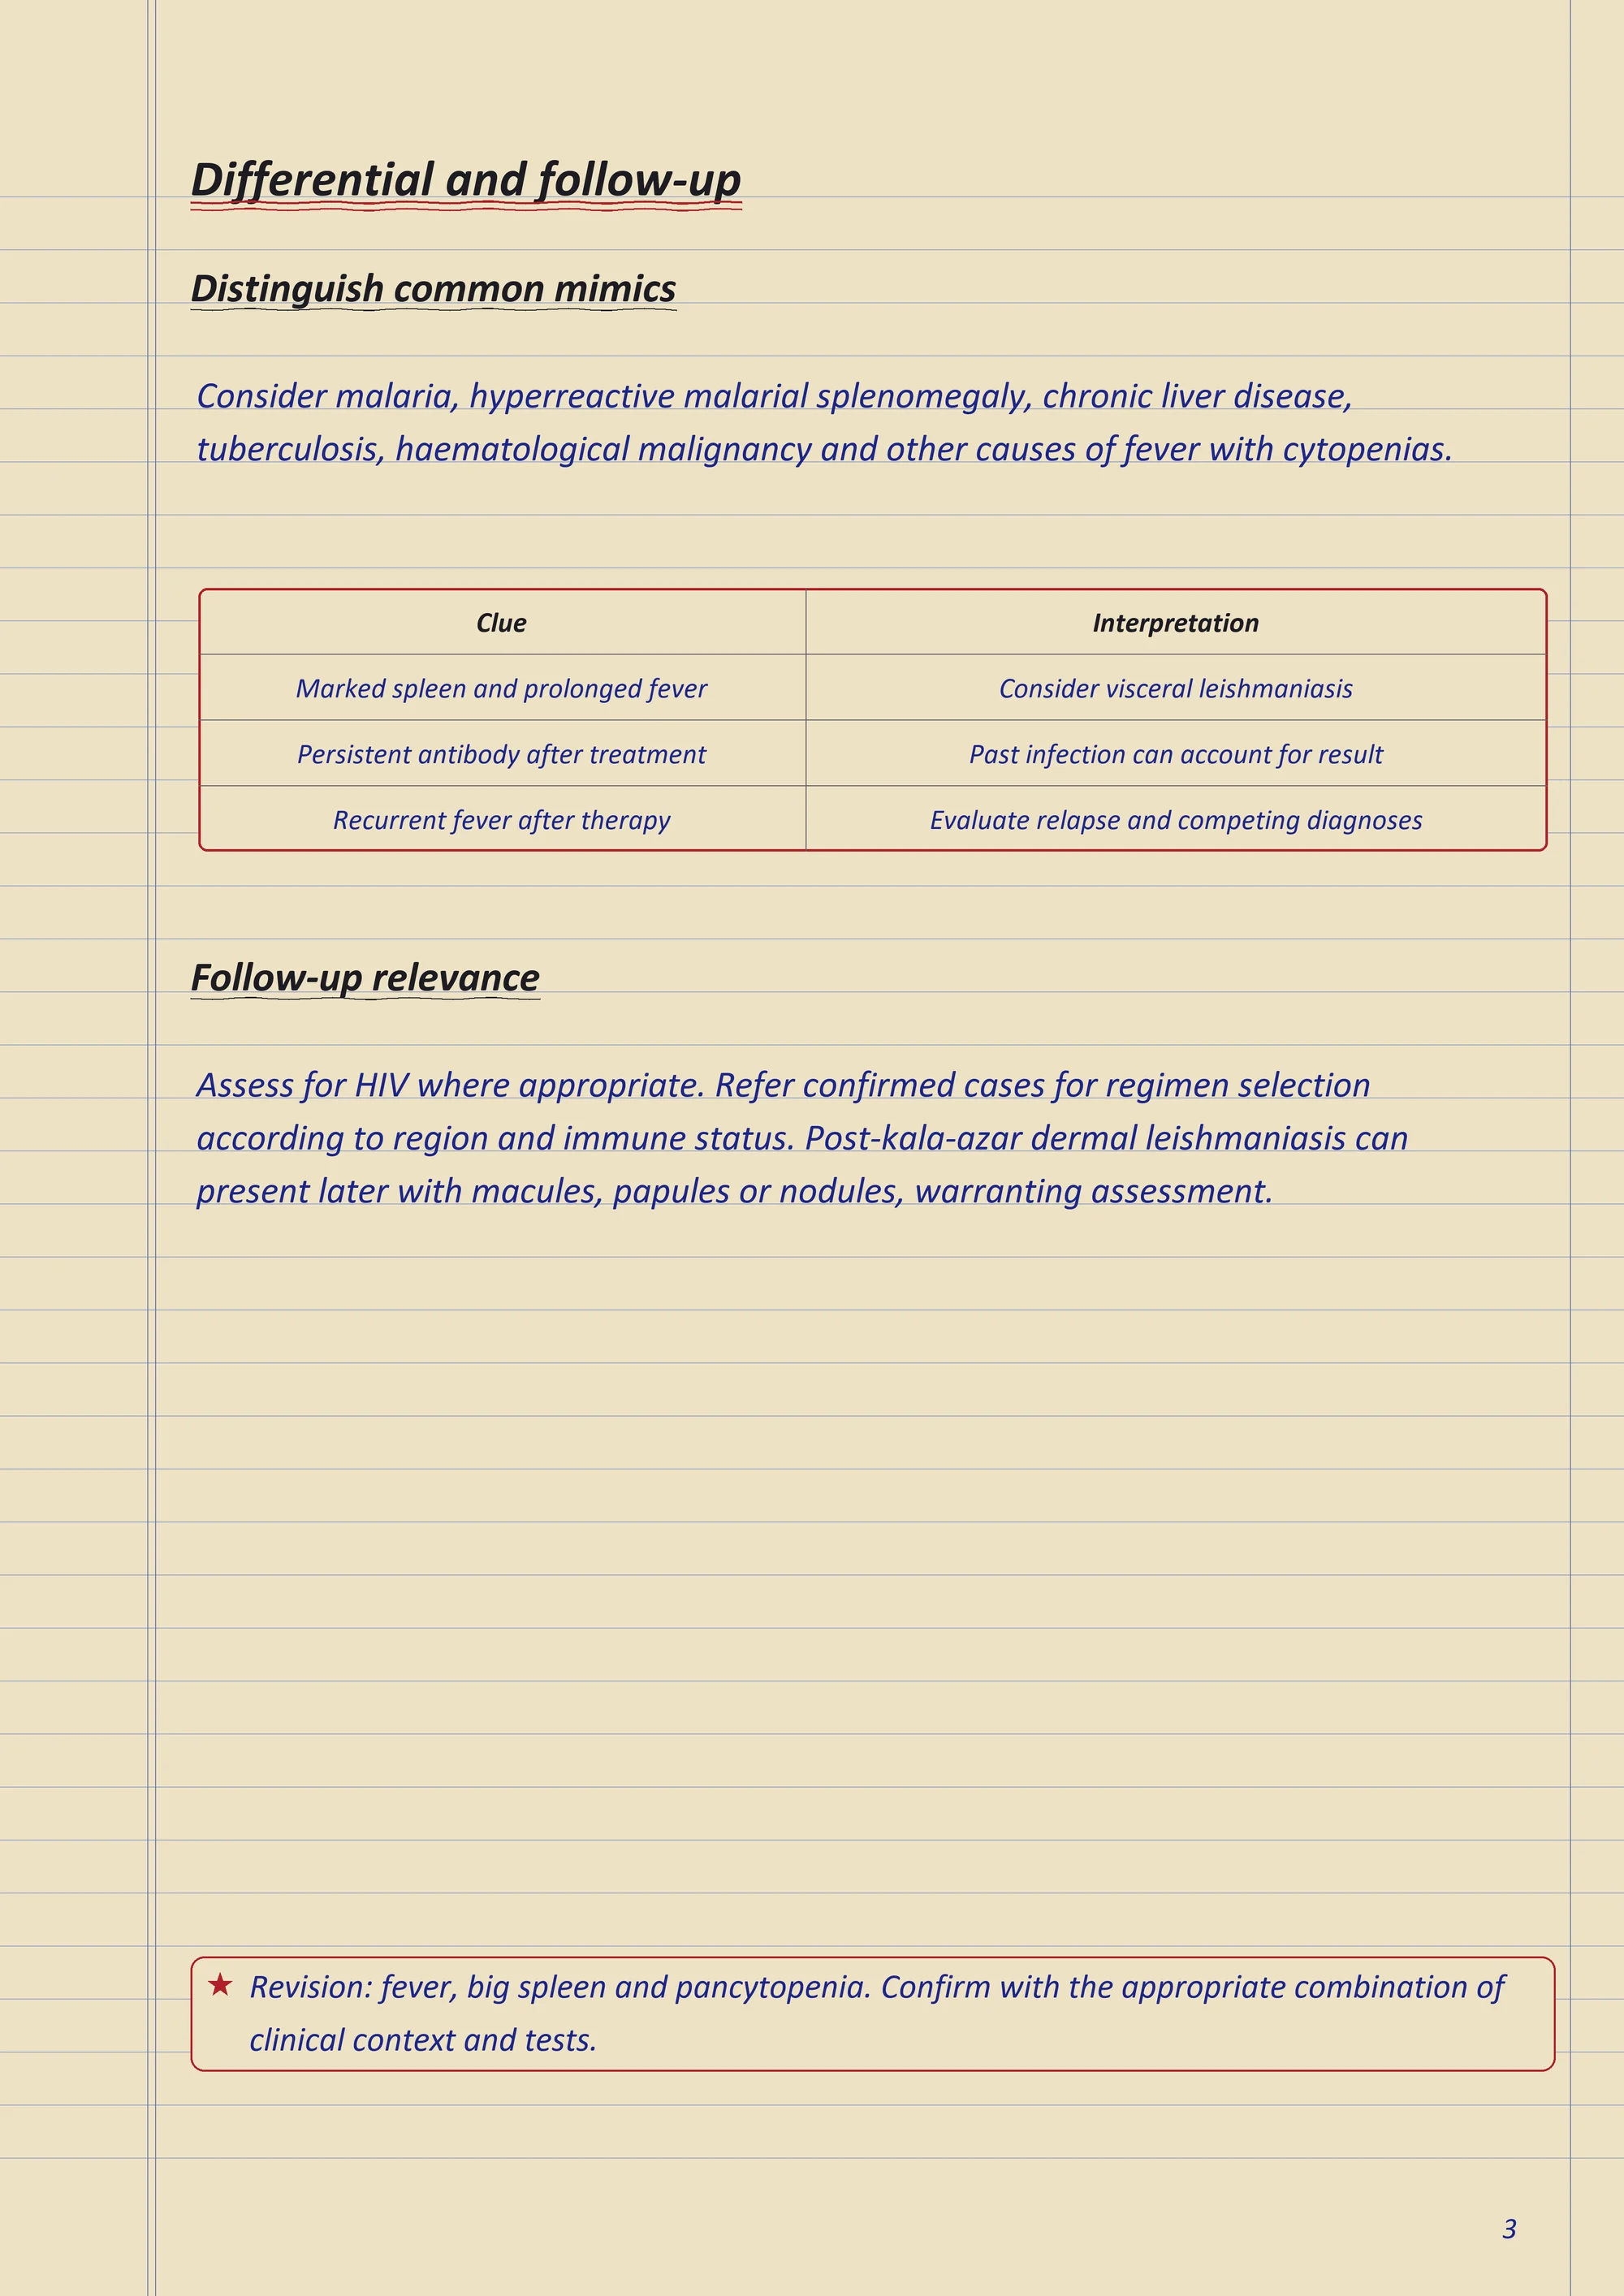 Differential and follow-up
Distinguish common mimics
Consider malaria, hyperreactive malarial splenomegaly, chronic liver disease,
tuberculosis, haematological malignancy and other causes of fever with cytopenias.
Clue Interpretation
Marked spleen and prolonged fever Consider visceral leishmaniasis
Persistent antibody after treatment Past infection can account for result
Recurrent fever after therapy Evaluate relapse and competing diagnoses
Follow-up relevance
Assess for HIV where appropriate. Refer confirmed cases for regimen selection
according to region and immune status. Post-kala-azar dermal leishmaniasis can
present later with macules, papules or nodules, warranting assessment.
★ Revision: fever, big spleen and pancytopenia. Confirm with the appropriate combination of
clinical context and tests.
3